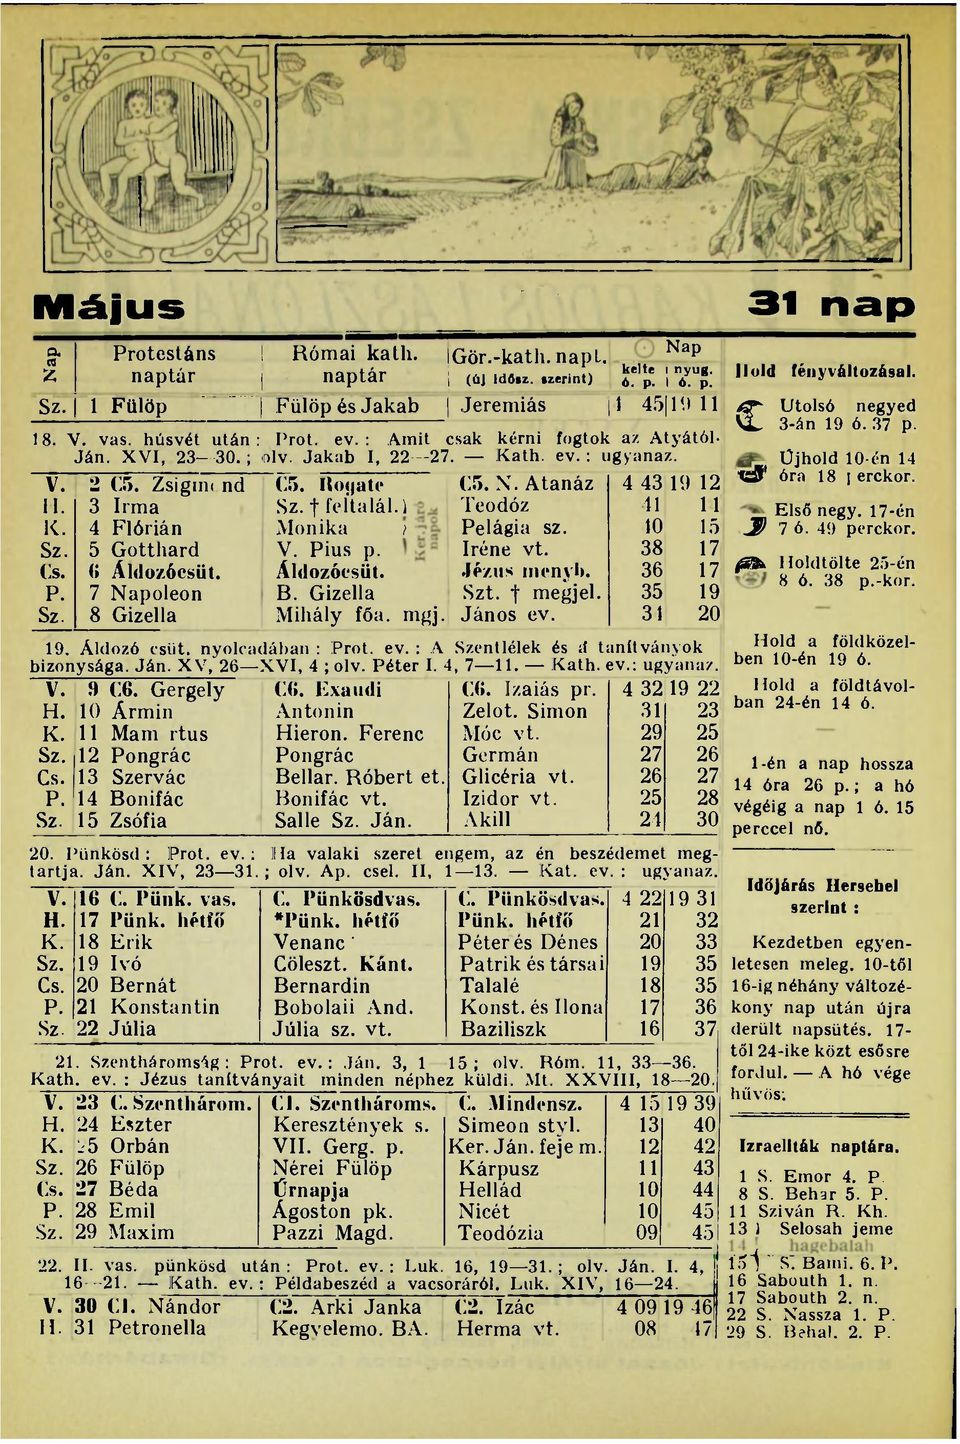 Május 31 nap
Nap | Protestáns naptár | Római kath. naptár | Gör.-kath. napt. (új idősz. szerint) | Nap kelte ó. p. | nyug. ó. p.
Sz. | 1 Fülöp | Fülöp és Jakab | Jeremiás | 4 45 | 19 11
18. V. vas. húsvét után: Prot. ev.: Amit csak kérni fogtok az Atyától.
Ján. XVI, 23—30.; olv. Jakab I, 22—27. — Kath. ev.: ugyanaz.
V. 2 C5. Zsigmond C5. Rogate C5. N. Atanáz 4 43 19 12
H. 3 Irma Sz. † feltalál. Teodóz 41 11
K. 4 Flórián Monika Pelágia sz. 40 15
Sz. 5 Gotthard V. Pius p. Iréne vt. 38 17
Cs. 6 Áldozócsüt. Áldozócsüt. Jézus menyb. 36 17
P. 7 Napoleon B. Gizella Szt. † megjel. 35 19
Sz. 8 Gizella Mihály főa. mgj. János ev. 34 20
Ker. járó napok
19. Áldozó csüt. nyolcadában: Prot. ev.: A Szentlélek és a tanítványok
bizonysága. Ján. XV, 26—XVI, 4; olv. Péter I. 4, 7—11. — Kath. ev.: ugyanaz.
V. 9 C6. Gergely C6. Exaudi C6. Izaiás pr. 4 32 19 22
H. 10 Ármin Antonin Zelot. Simon 31 23
K. 11 Mam rtus Hieron. Ferenc Móc vt. 29 25
Sz. 12 Pongrác Pongrác Germán 27 26
Cs. 13 Szervác Bellar. Róbert et. Glicéria vt. 26 27
P. 14 Bonifác Bonifác vt. Izidor vt. 25 28
Sz. 15 Zsófia Salle Sz. Ján. Akill 24 30
20. Pünkösd: Prot. ev.: Ha valaki szeret engem, az én beszédemet meg-
tartja. Ján. XIV, 23—31.; olv. Ap. csel. II, 1—13. — Kat. ev.: ugyanaz.
V. 16 C. Pünk. vas. C. Pünkösdvas. C. Pünkösdvas. 4 22 19 31
H. 17 Pünk. hétfő *Pünk. hétfő Pünk. hétfő 21 32
K. 18 Erik Venanc Péter és Dénes 20 33
Sz. 19 Ivó Cöleszt. Kánt. Patrik és társai 19 35
Cs. 20 Bernát Bernardin Talalé 18 35
P. 21 Konstantin Bobolaii And. Konst. és Ilona 17 36
Sz. 22 Júlia Júlia sz. vt. Baziliszk 16 37
21. Szentháromság: Prot. ev.: Ján. 3, 1 15; olv. Róm. 11, 33—36.
Kath. ev.: Jézus tanítványait minden néphez küldi. Mt. XXVIII, 18—20.
V. 23 C. Szenthárom. C1. Szenthároms. C. Mindensz. 4 15 19 39
H. 24 Eszter Keresztények s. Simeon styl. 13 40
K. 25 Orbán VII. Gerg. p. Ker. Ján. feje m. 12 42
Sz. 26 Fülöp Nérei Fülöp Kárpusz 11 43
Cs. 27 Béda Úrnapja Hellád 10 44
P. 28 Emil Ágoston pk. Nicét 10 45
Sz. 29 Maxim Pazzi Magd. Teodózia 09 45
22. II. vas. pünkösd után: Prot. ev.: Luk. 16, 19—31.; olv. Ján. I. 4,
16—21. — Kath. ev.: Példabeszéd a vacsoráról. Luk. XIV, 16—24.
V. 30 C1. Nándor C2. Arki Janka C2. Izác 4 09 19 46
H. 31 Petronella Kegyelemo. BA. Herma vt. 08 47
Hold fényváltozásai.
Utolsó negyed
3-án 19 ó. 37 p.
Újhold 10-én 14
óra 18 perckor.
Első negy. 17-én
7 ó. 49 perckor.
Holdtölte 25-én
8 ó. 38 p.-kor.
Hold a földközel-
ben 10-én 19 ó.
Hold a földtávol-
ban 24-én 14 ó.
1-én a nap hossza
14 óra 26 p.; a hó
végéig a nap 1 ó. 15
perccel nő.
Időjárás Herschel
szerint:
Kezdetben egyen-
letesen meleg. 10-től
16-ig néhány változé-
kony nap után újra
derült napsütés. 17-
től 24-ike közt esősre
fordul. — A hó vége
hűvös.
Izraeliták naptára.
1 S. Emor 4. P.
8 S. Behar 5. P.
11 Sziván R. Kh.
13 } Selosah jeme
14 } hagebalah
15 } S. Bami. 6. P.
16 Sabouth 1. n.
17 Sabouth 2. n.
22 S. Nassza 1. P.
29 S. Behal. 2. P.